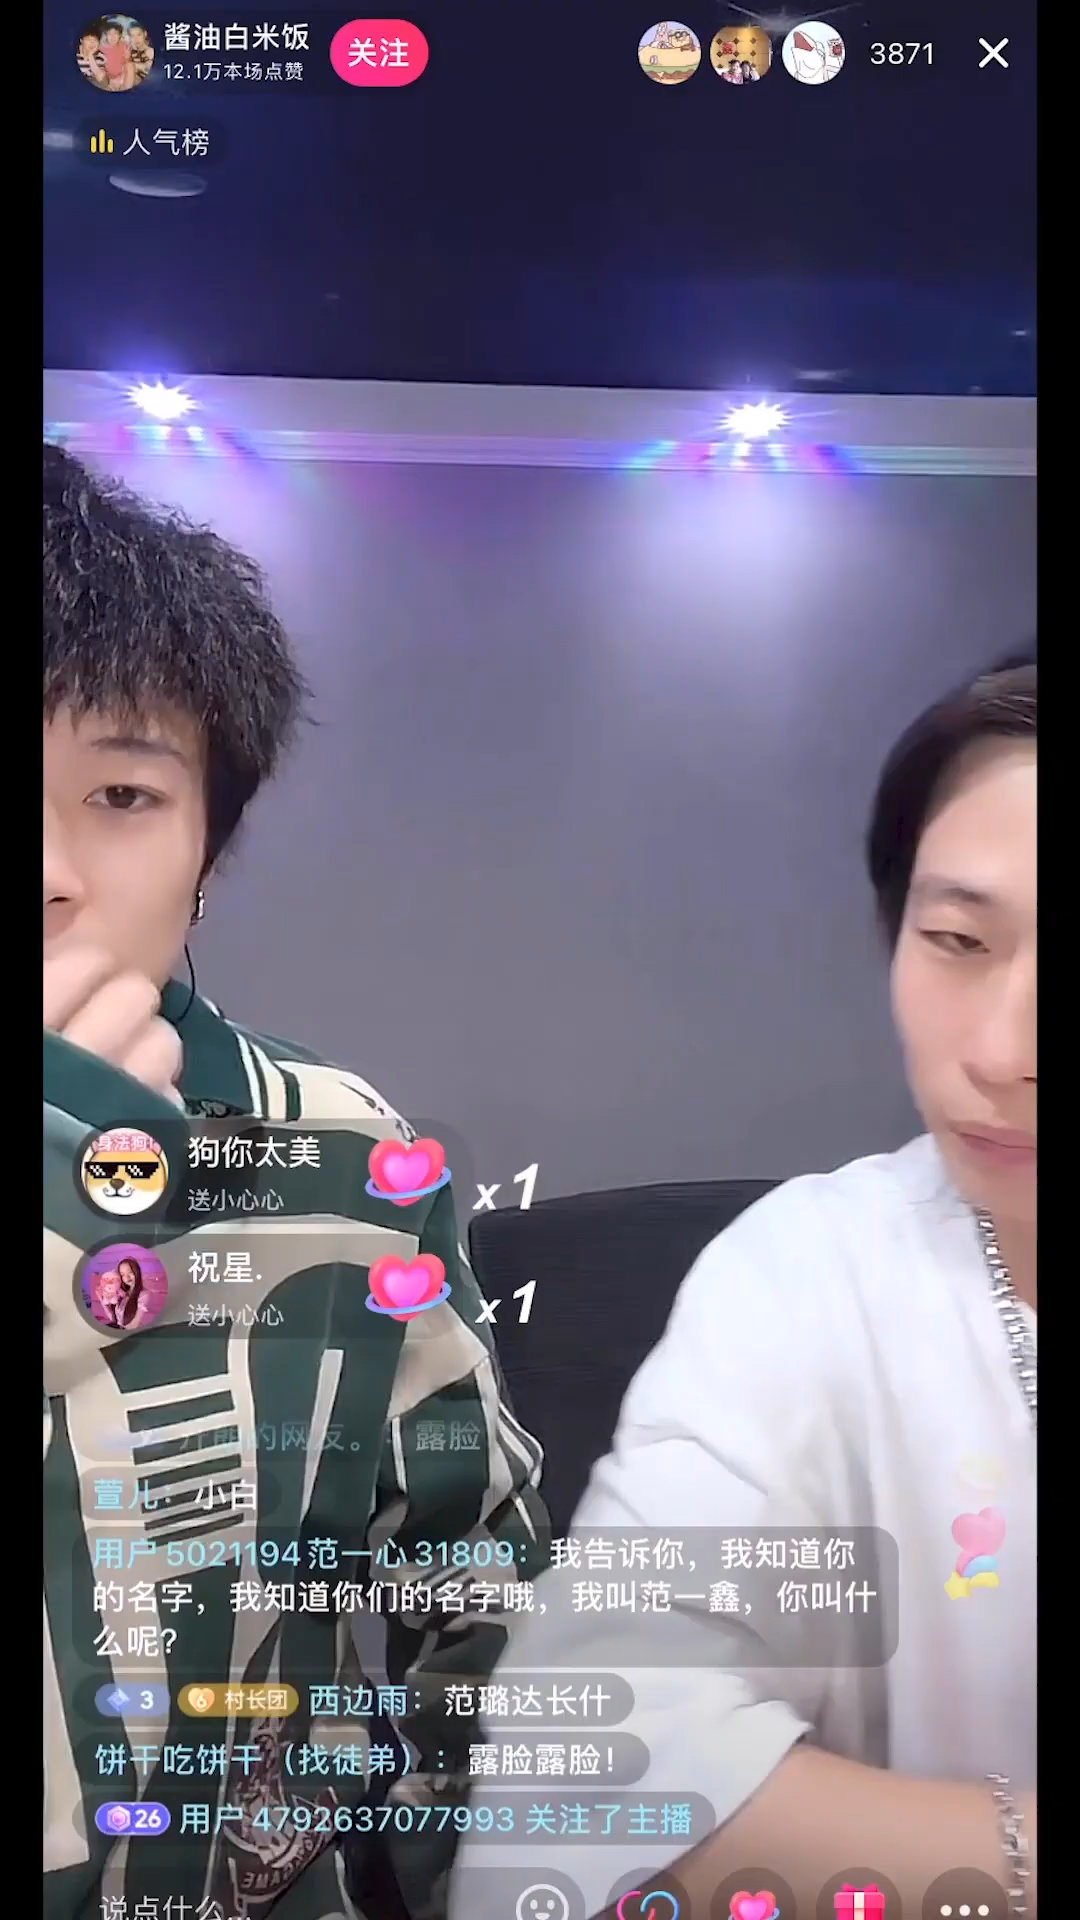 酱油白米饭
12.1万本场点赞
关注
3871
人气榜
身法狗!
狗你太美
送小心心
x1
祝星.
送小心心
x1
的网友。：露脸
萱儿：小白
用户5021194范一心31809：我告诉你，我知道你
的名字，我知道你们的名字哦，我叫范一鑫，你叫什
么呢?
3 6 村长团 西边雨：范璐达长什
饼干吃饼干（找徒弟）：露脸露脸！
26 用户4792637077993 关注了主播
说点什么...